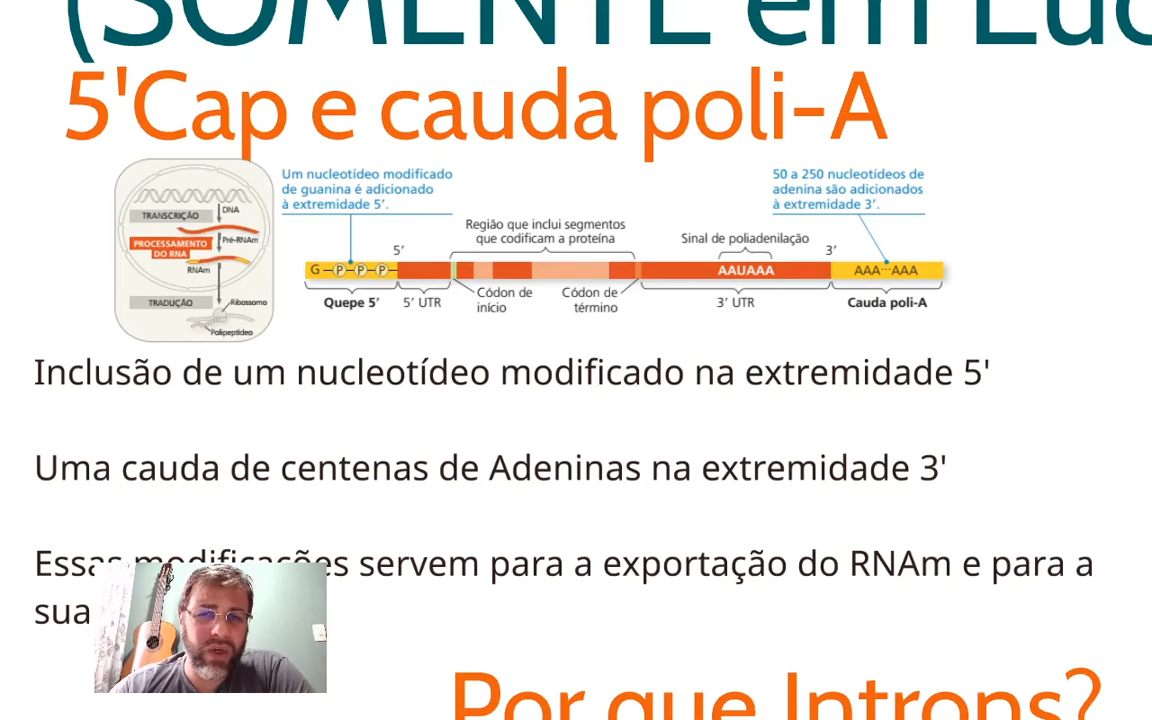 (SOMENTE em Euc
5'Cap e cauda poli-A
Um nucleotídeo modificado
de guanina é adicionado
à extremidade 5’.
50 a 250 nucleotídeos de
adenina são adicionados
à extremidade 3’.
Região que inclui segmentos
que codificam a proteína
Sinal de poliadenilação
5’
3’
G P P P
AAUAAA
AAA···AAA
Quepe 5’
5’ UTR
Códon de
início
Códon de
término
3’ UTR
Cauda poli-A
TRANSCRIÇÃO
DNA
PROCESSAMENTO
DO RNA
Pré-RNAm
RNAm
TRADUÇÃO
Ribossomo
Polipeptídeo
Inclusão de um nucleotídeo modificado na extremidade 5'
Uma cauda de centenas de Adeninas na extremidade 3'
Essas modificações servem para a exportação do RNAm e para a
sua
Por que Introns?